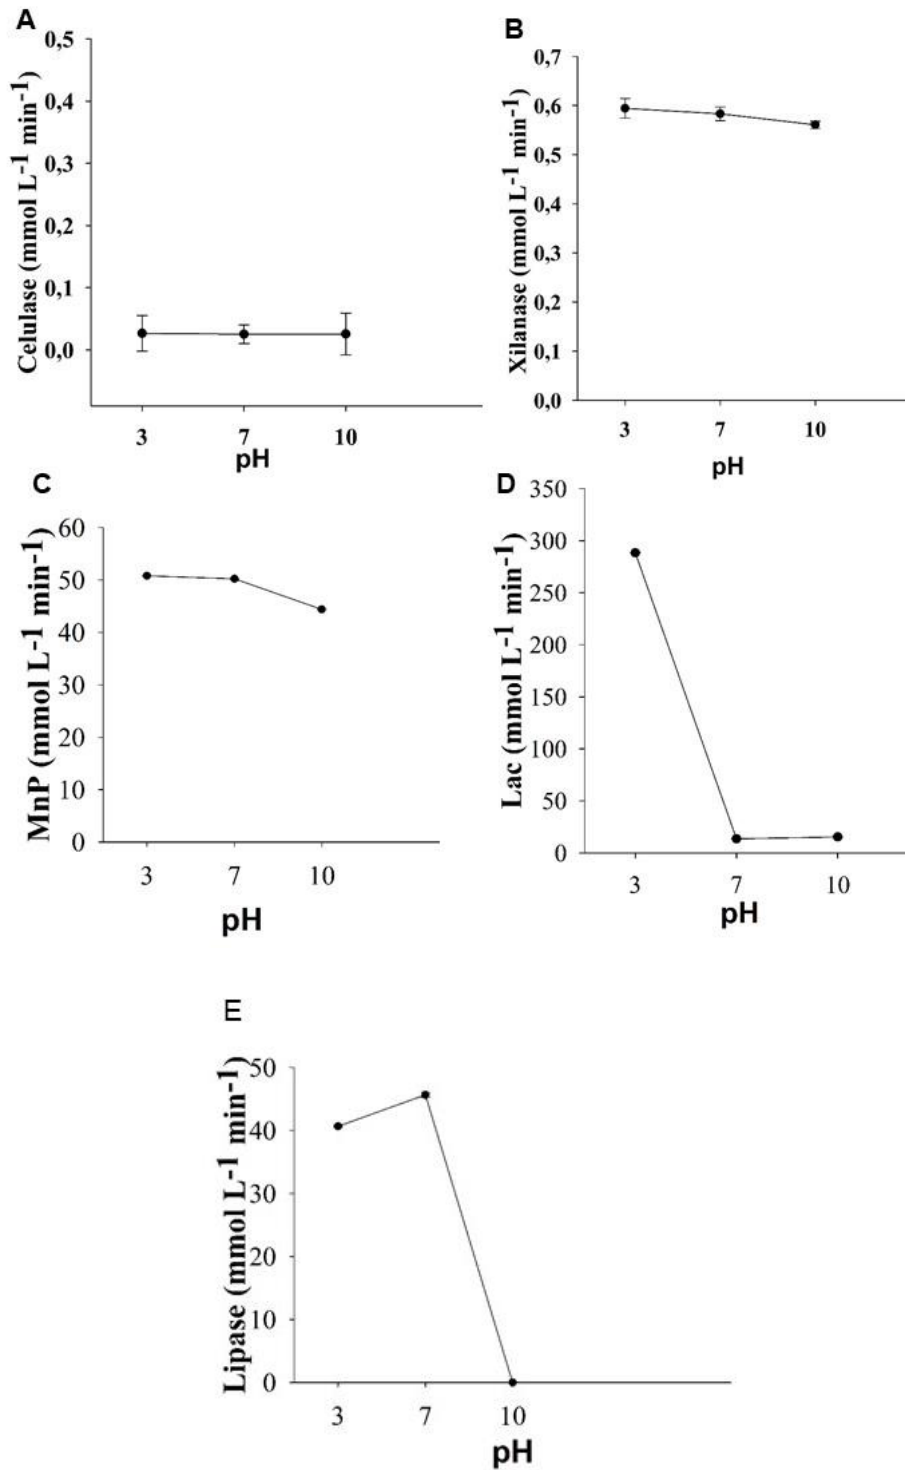 A
0,5
0,4
0,3
0,2
0,1
0,0
Celulase (mmol L-1 min-1)
3 7 10
pH
B
0,7
0,6
0,5
0,4
0,3
0,2
0,1
0,0
Xilanase (mmol L-1 min-1)
3 7 10
pH
C
60
50
40
30
20
10
0
MnP (mmol L-1 min-1)
3 7 10
pH
D
350
300
250
200
150
100
50
0
Lac (mmol L-1 min-1)
3 7 10
pH
E
50
40
30
20
10
0
Lipase (mmol L-1 min-1)
3 7 10
pH